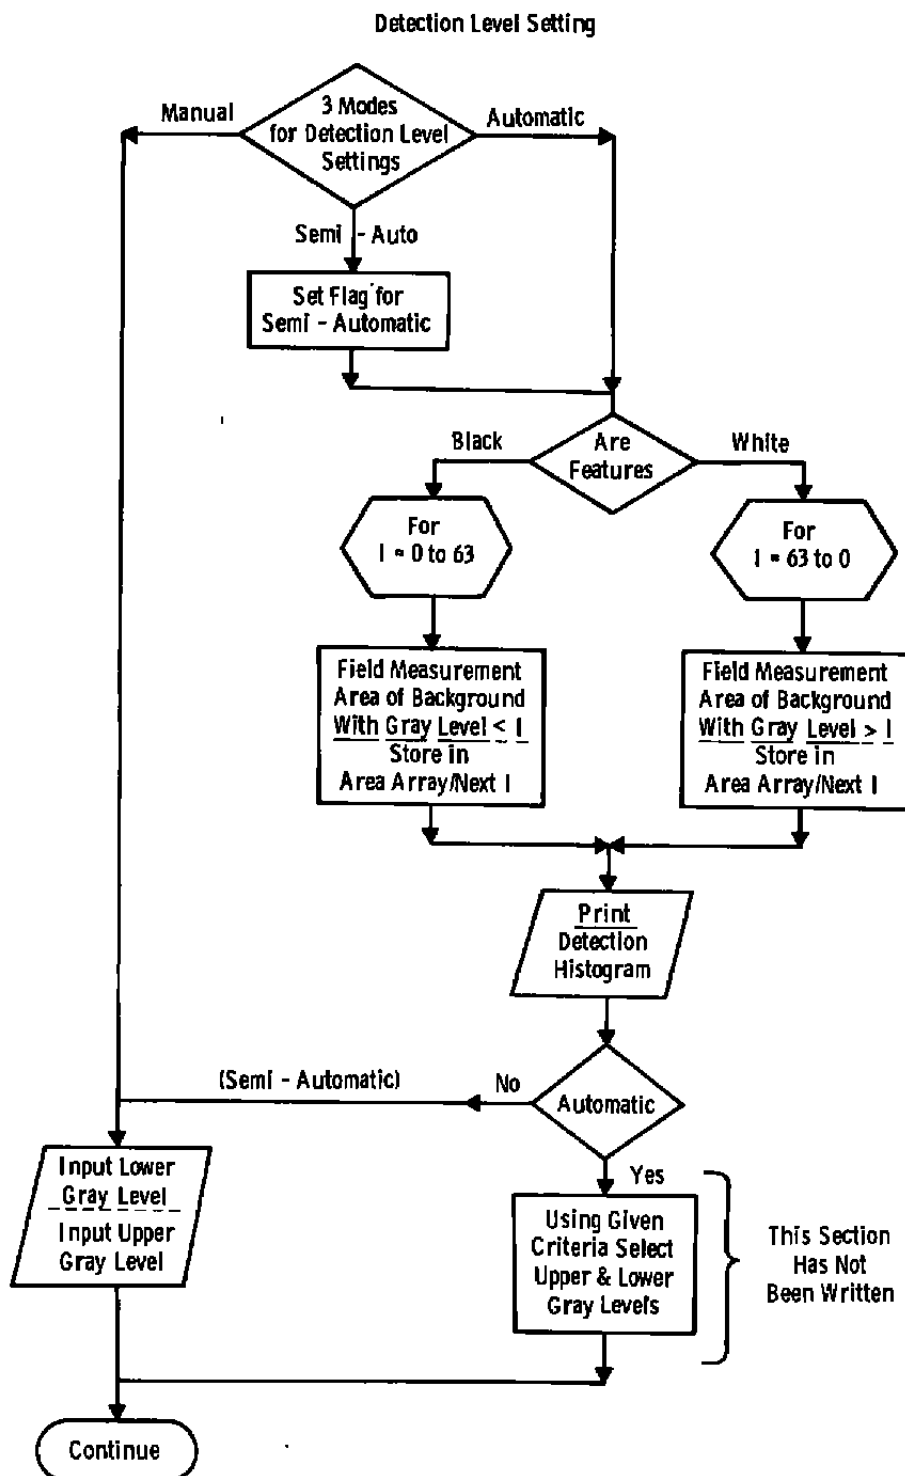 Detection Level Setting
Manual
3 Modes
for Detection Level
Settings
Automatic
Semi - Auto
Set Flag for
Semi - Automatic
Black
Are
Features
White
For
I = 0 to 63
For
I = 63 to 0
Field Measurement
Area of Background
With Gray Level < I
Store in
Area Array/Next I
Field Measurement
Area of Background
With Gray Level > I
Store in
Area Array/Next I
Print
Detection
Histogram
(Semi - Automatic)
No
Automatic
Yes
Input Lower
Gray Level
Input Upper
Gray Level
Using Given
Criteria Select
Upper & Lower
Gray Levels
This Section
Has Not
Been Written
Continue